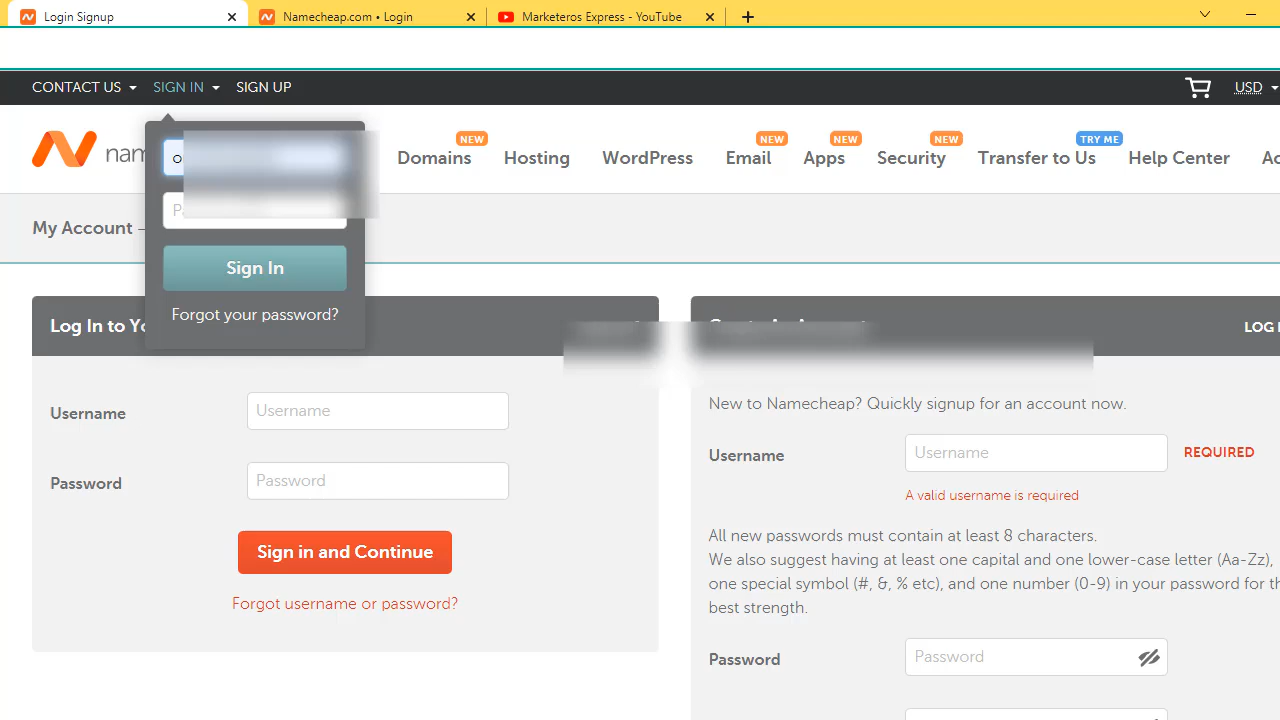 Login Signup
Namecheap.com • Login
Marketeros Express - YouTube
CONTACT US
SIGN IN
SIGN UP
USD
Domains
NEW
Hosting
WordPress
Email
NEW
Apps
NEW
Security
NEW
Transfer to Us
TRY ME
Help Center
My Account
Sign In
Forgot your password?
Log In to
Username
Username
Password
Password
Sign in and Continue
Forgot username or password?
LOG
New to Namecheap? Quickly signup for an account now.
Username
Username
REQUIRED
A valid username is required
All new passwords must contain at least 8 characters.
We also suggest having at least one capital and one lower-case letter (Aa-Zz),
one special symbol (#, &, % etc), and one number (0-9) in your password for
best strength.
Password
Password